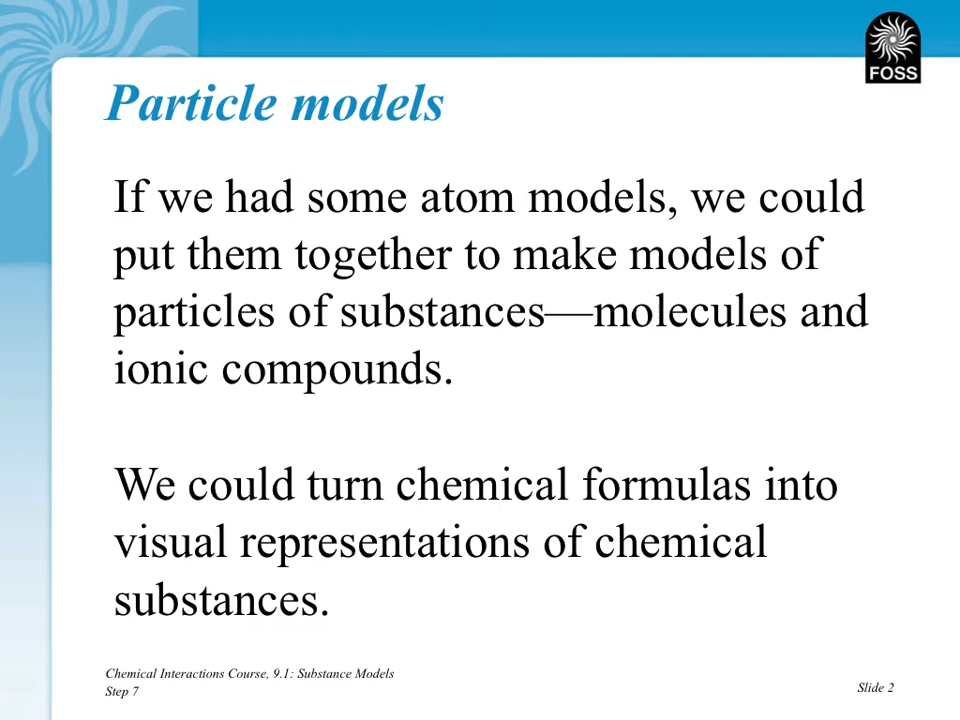 FOSS
Particle models
If we had some atom models, we could
put them together to make models of
particles of substances—molecules and
ionic compounds.
We could turn chemical formulas into
visual representations of chemical
substances.
Chemical Interactions Course, 9.1: Substance Models
Step 7
Slide 2